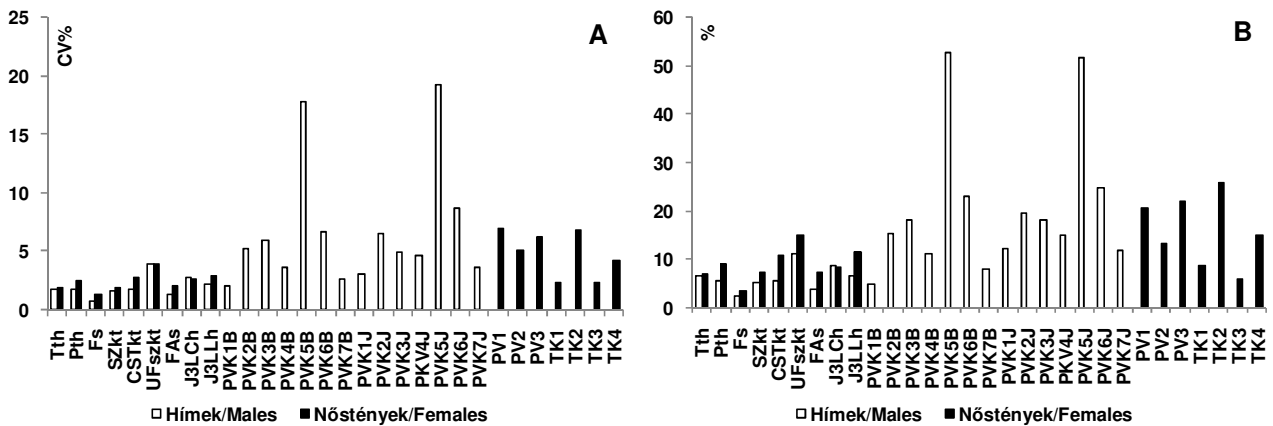 25
20
15
10
5
0
CV%
A
Tth
Pth
Fs
SZkt
CSTkt
UFszkt
FAs
J3LCh
J3LLh
PVK1B
PVK2B
PVK3B
PVK4B
PVK5B
PVK6B
PVK7B
PVK1J
PVK2J
PVK3J
PKV4J
PVK5J
PVK6J
PVK7J
PV1
PV2
PV3
TK1
TK2
TK3
TK4
Hímek/Males Nőstények/Females
60
50
40
30
20
10
0
%
B
Tth
Pth
Fs
SZkt
CSTkt
UFszkt
FAs
J3LCh
J3LLh
PVK1B
PVK2B
PVK3B
PVK4B
PVK5B
PVK6B
PVK7B
PVK1J
PVK2J
PVK3J
PKV4J
PVK5J
PVK6J
PVK7J
PV1
PV2
PV3
TK1
TK2
TK3
TK4
Hímek/Males Nőstények/Females